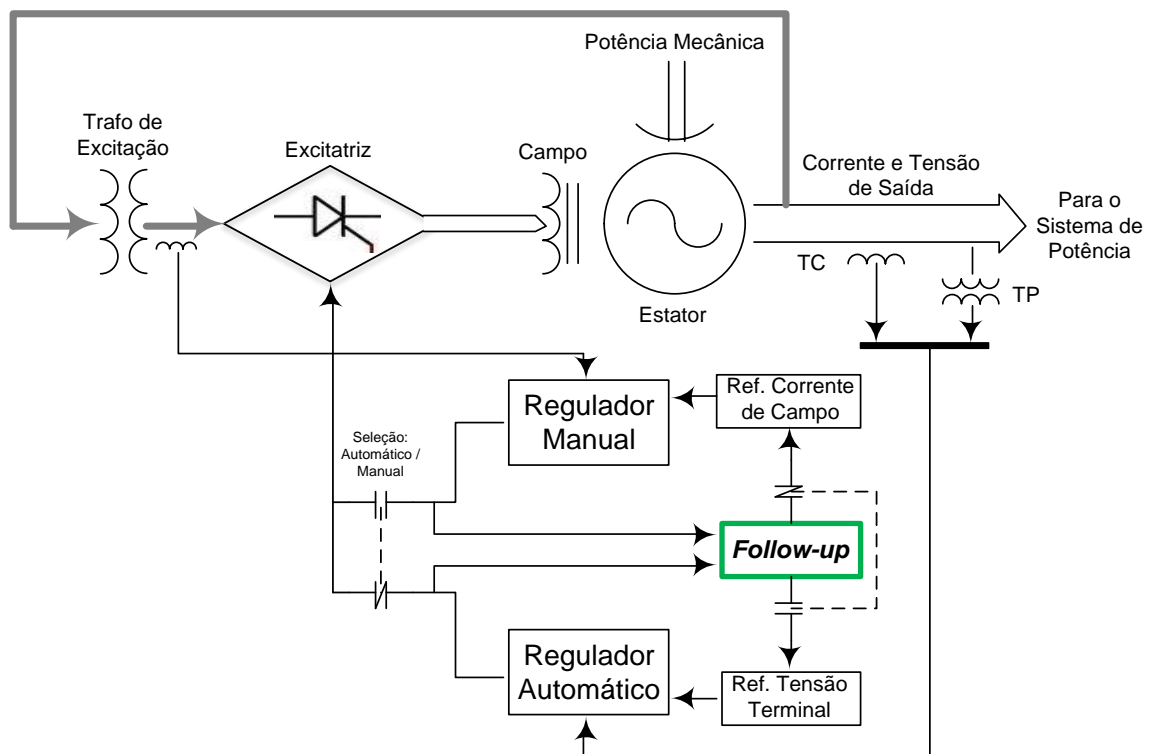 Potência Mecânica
Trafo de
Excitação
Excitatriz
Campo
Corrente e Tensão
de Saída
Para o
Sistema de
Potência
TC
TP
Estator
Regulador
Manual
Ref. Corrente
de Campo
Seleção:
Automático /
Manual
Follow-up
Regulador
Automático
Ref. Tensão
Terminal